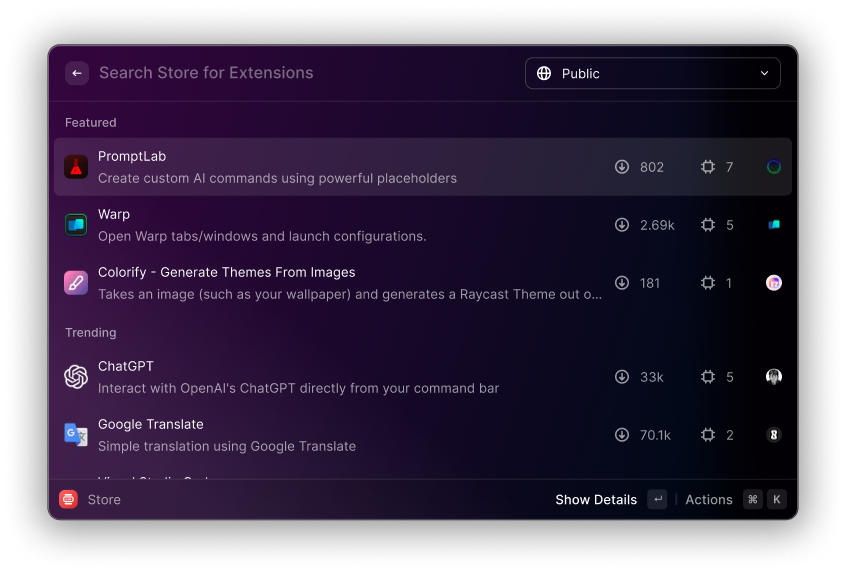 Search Store for Extensions
Public
Featured
PromptLab
Create custom AI commands using powerful placeholders
802
7
Warp
Open Warp tabs/windows and launch configurations.
2.69k
5
Colorify - Generate Themes From Images
Takes an image (such as your wallpaper) and generates a Raycast Theme out o...
181
1
Trending
ChatGPT
Interact with OpenAI's ChatGPT directly from your command bar
33k
5
Google Translate
Simple translation using Google Translate
70.1k
2
Store
Show Details ↵ | Actions ⌘ K